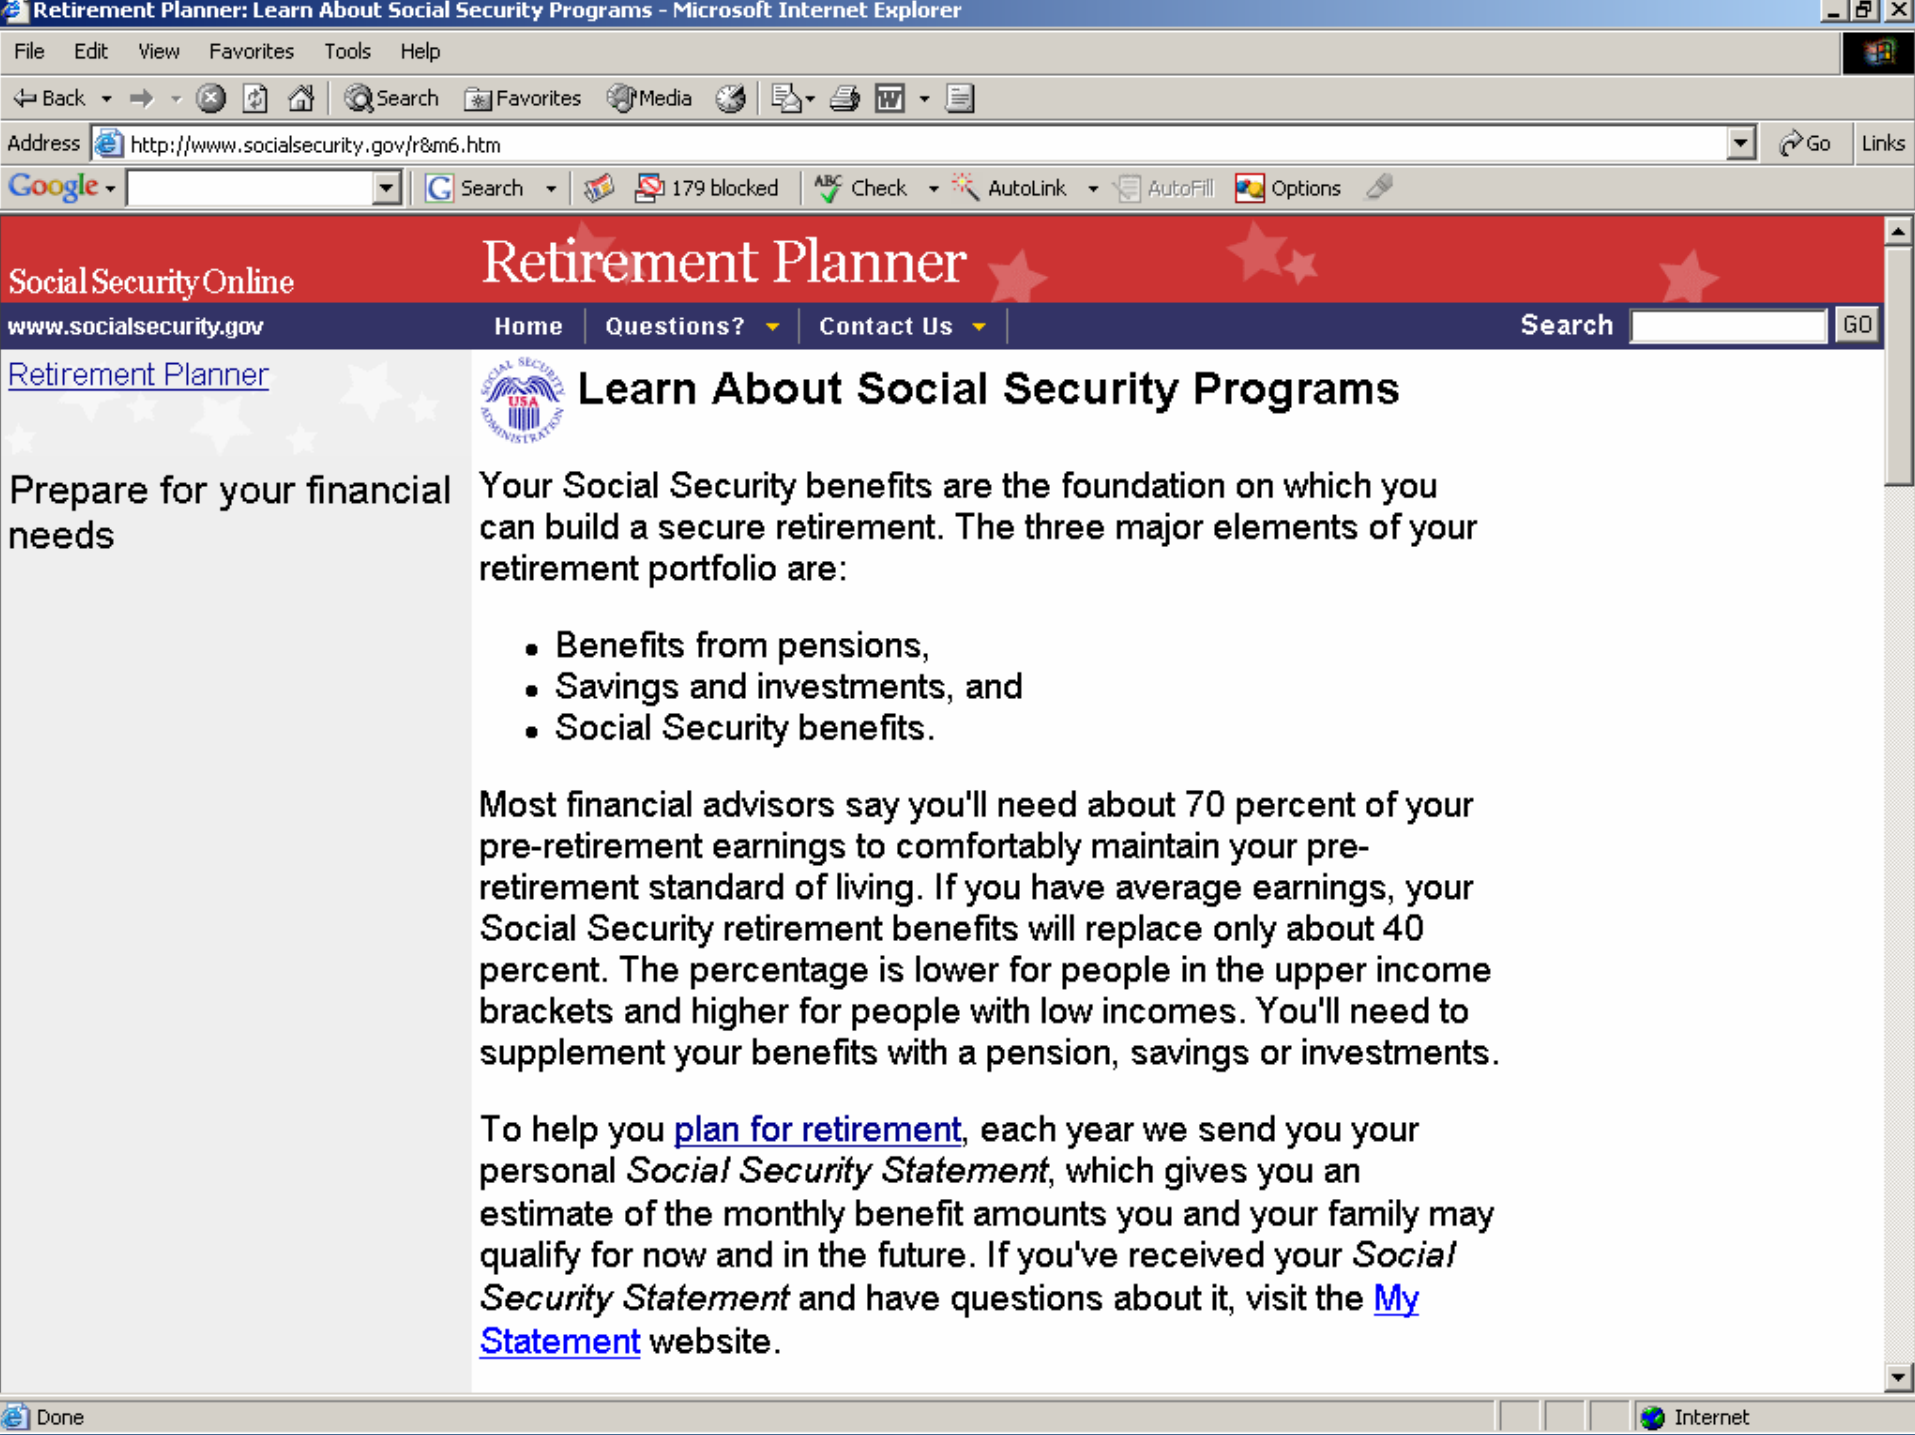 Retirement Planner: Learn About Social Security Programs - Microsoft Internet Explorer
File Edit View Favorites Tools Help
Back Search Favorites Media
Address http://www.socialsecurity.gov/r&m6.htm Go Links
Google Search 179 blocked ABC Check AutoLink AutoFill Options
Social Security Online Retirement Planner
www.socialsecurity.gov Home Questions? Contact Us Search GO
Retirement Planner
SOCIAL SECURITY ADMINISTRATION USA
Learn About Social Security Programs
Prepare for your financial
needs
Your Social Security benefits are the foundation on which you
can build a secure retirement. The three major elements of your
retirement portfolio are:
• Benefits from pensions,
• Savings and investments, and
• Social Security benefits.
Most financial advisors say you'll need about 70 percent of your
pre-retirement earnings to comfortably maintain your pre-
retirement standard of living. If you have average earnings, your
Social Security retirement benefits will replace only about 40
percent. The percentage is lower for people in the upper income
brackets and higher for people with low incomes. You'll need to
supplement your benefits with a pension, savings or investments.
To help you plan for retirement, each year we send you your
personal Social Security Statement, which gives you an
estimate of the monthly benefit amounts you and your family may
qualify for now and in the future. If you've received your Social
Security Statement and have questions about it, visit the My
Statement website.
Done Internet